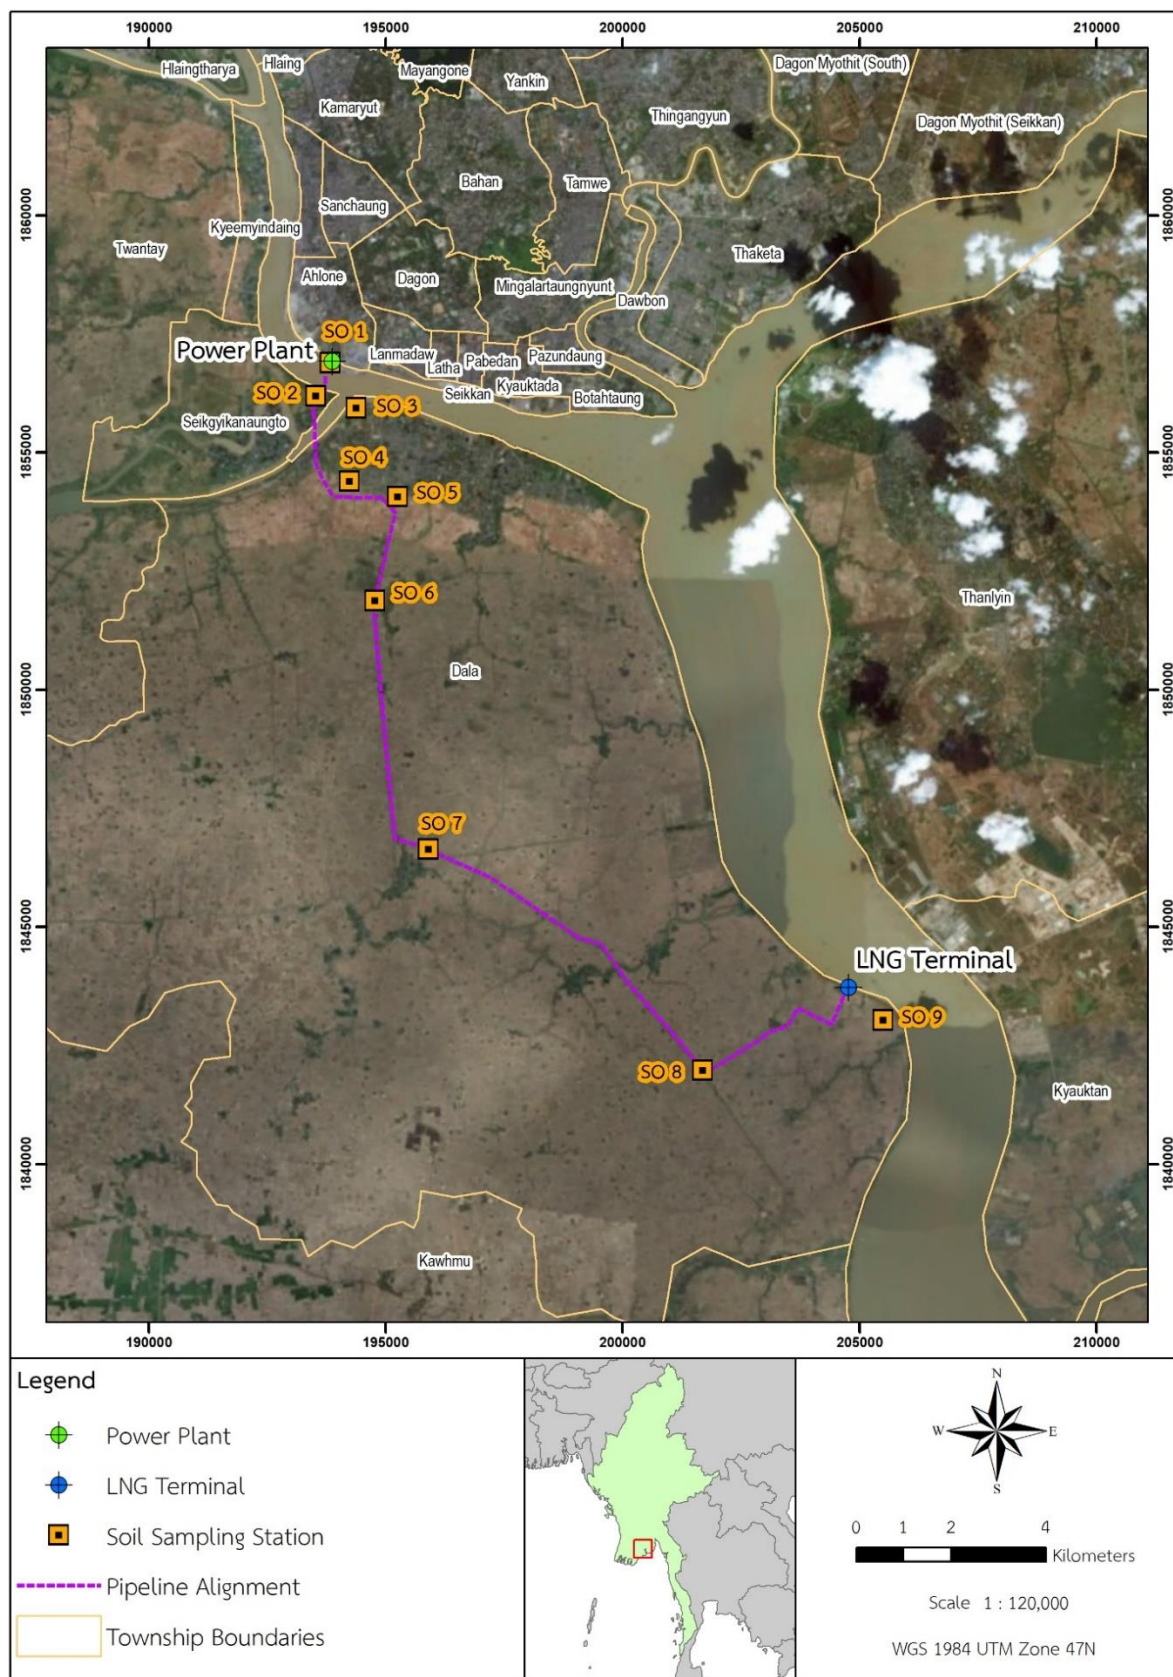 190000
195000
200000
205000
210000
Hlaingtharya
Hlaing
Mayangone
Yankin
Dagon Myothit (South)
Kamaryut
Thingangyun
Dagon Myothit (Seikkan)
1860000
1860000
Bahan
Tamwe
Sanchaung
Kyeemyindaing
Twantay
Thaketa
Ahlone
Dagon
Mingalartaungnyunt
Dawbon
SO 1
Power Plant
Lanmadaw
Latha
Pabedan
Pazundaung
Kyauktada
Seikkan
Botahtaung
SO 2
SO 3
Seikgyikanaungto
1855000
1855000
SO 4
SO 5
SO 6
Thanlyin
Dala
1850000
1850000
SO 7
1845000
1845000
LNG Terminal
SO 9
SO 8
Kyauktan
1840000
1840000
Kawhmu
190000
195000
200000
205000
210000
Legend
Power Plant
LNG Terminal
Soil Sampling Station
Pipeline Alignment
Township Boundaries
N
W
E
S
0 1 2 4
Kilometers
Scale 1 : 120,000
WGS 1984 UTM Zone 47N